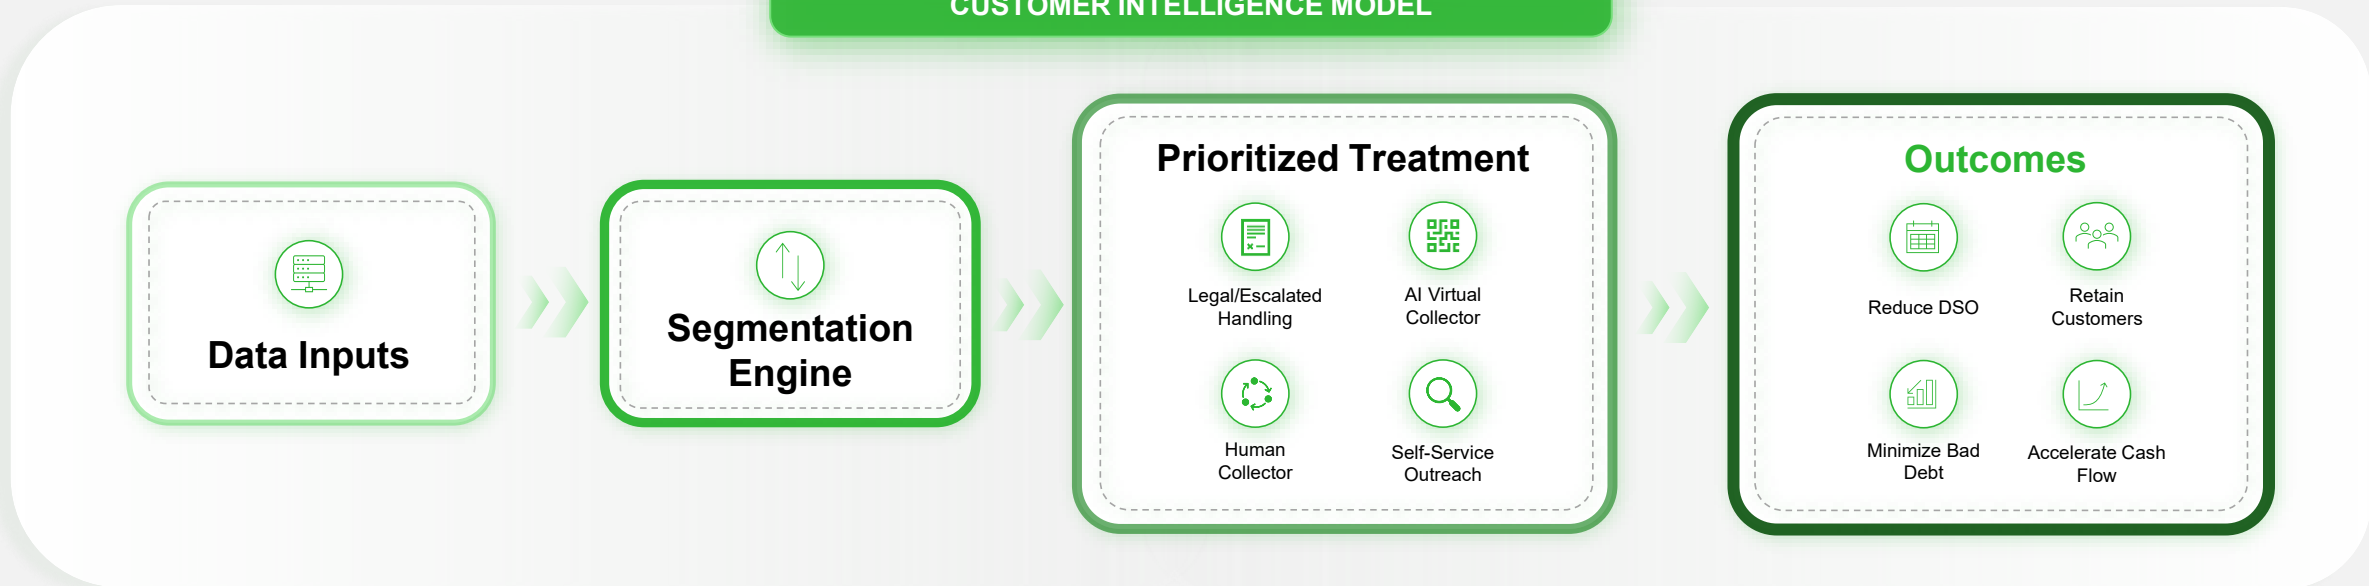 CUSTOMER INTELLIGENCE MODEL
Data Inputs
Segmentation
Engine
Prioritized Treatment
Legal/Escalated
Handling
AI Virtual
Collector
Human
Collector
Self-Service
Outreach
Outcomes
Reduce DSO
Retain
Customers
Minimize Bad
Debt
Accelerate Cash
Flow